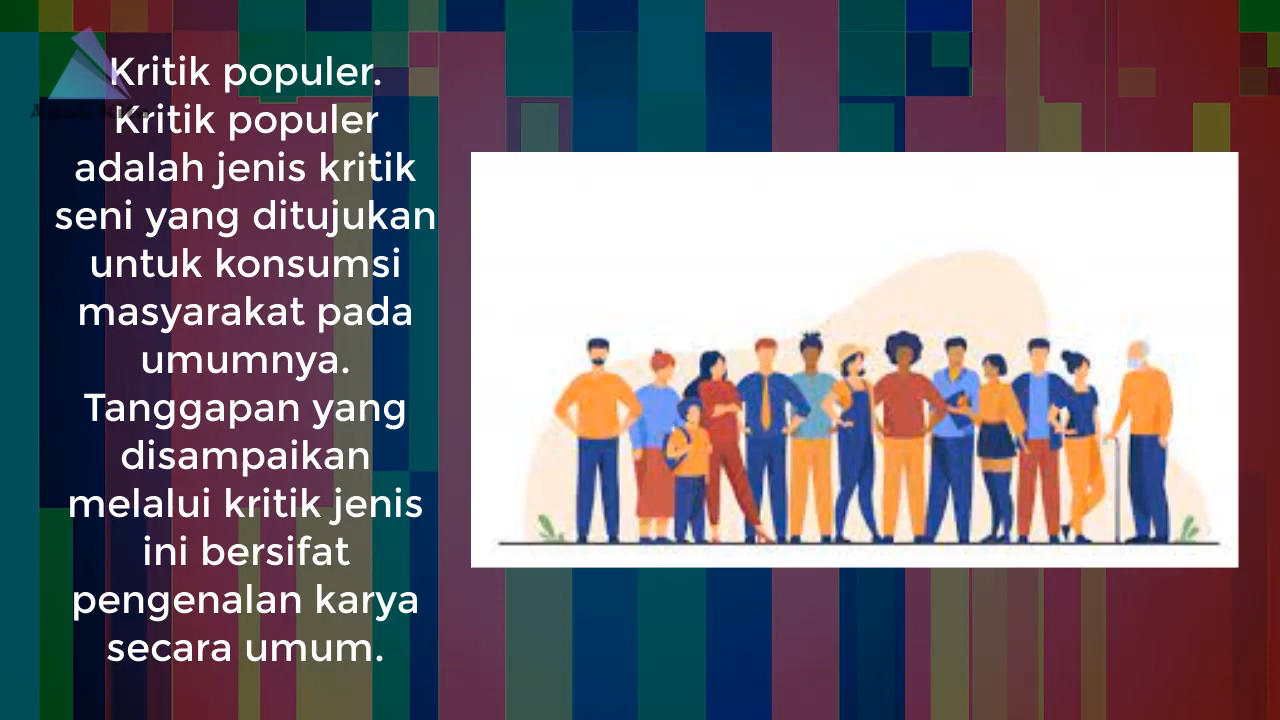 Kritik populer.
Kritik populer
adalah jenis kritik
seni yang ditujukan
untuk konsumsi
masyarakat pada
umumnya.
Tanggapan yang
disampaikan
melalui kritik jenis
ini bersifat
pengenalan karya
secara umum.